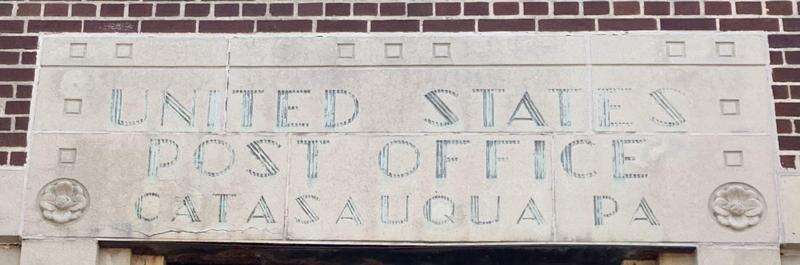 UNITED STATES
POST OFFICE
CATASAUQUA PA